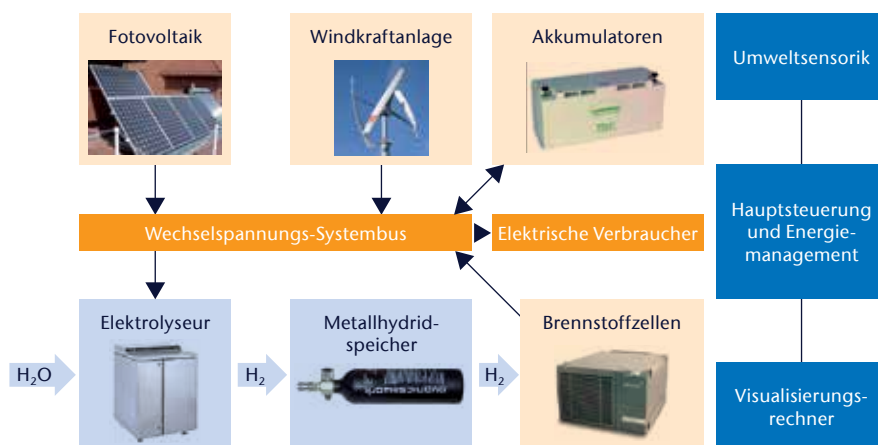 Fotovoltaik
Windkraftanlage
Akkumulatoren
Umweltsensorik
Wechselspannungs-Systembus
Elektrische Verbraucher
Hauptsteuerung
und Energie-
management
Elektrolyseur
Metallhydrid-
speicher
Brennstoffzellen
H₂O
H₂
H₂
Visualisierungs-
rechner